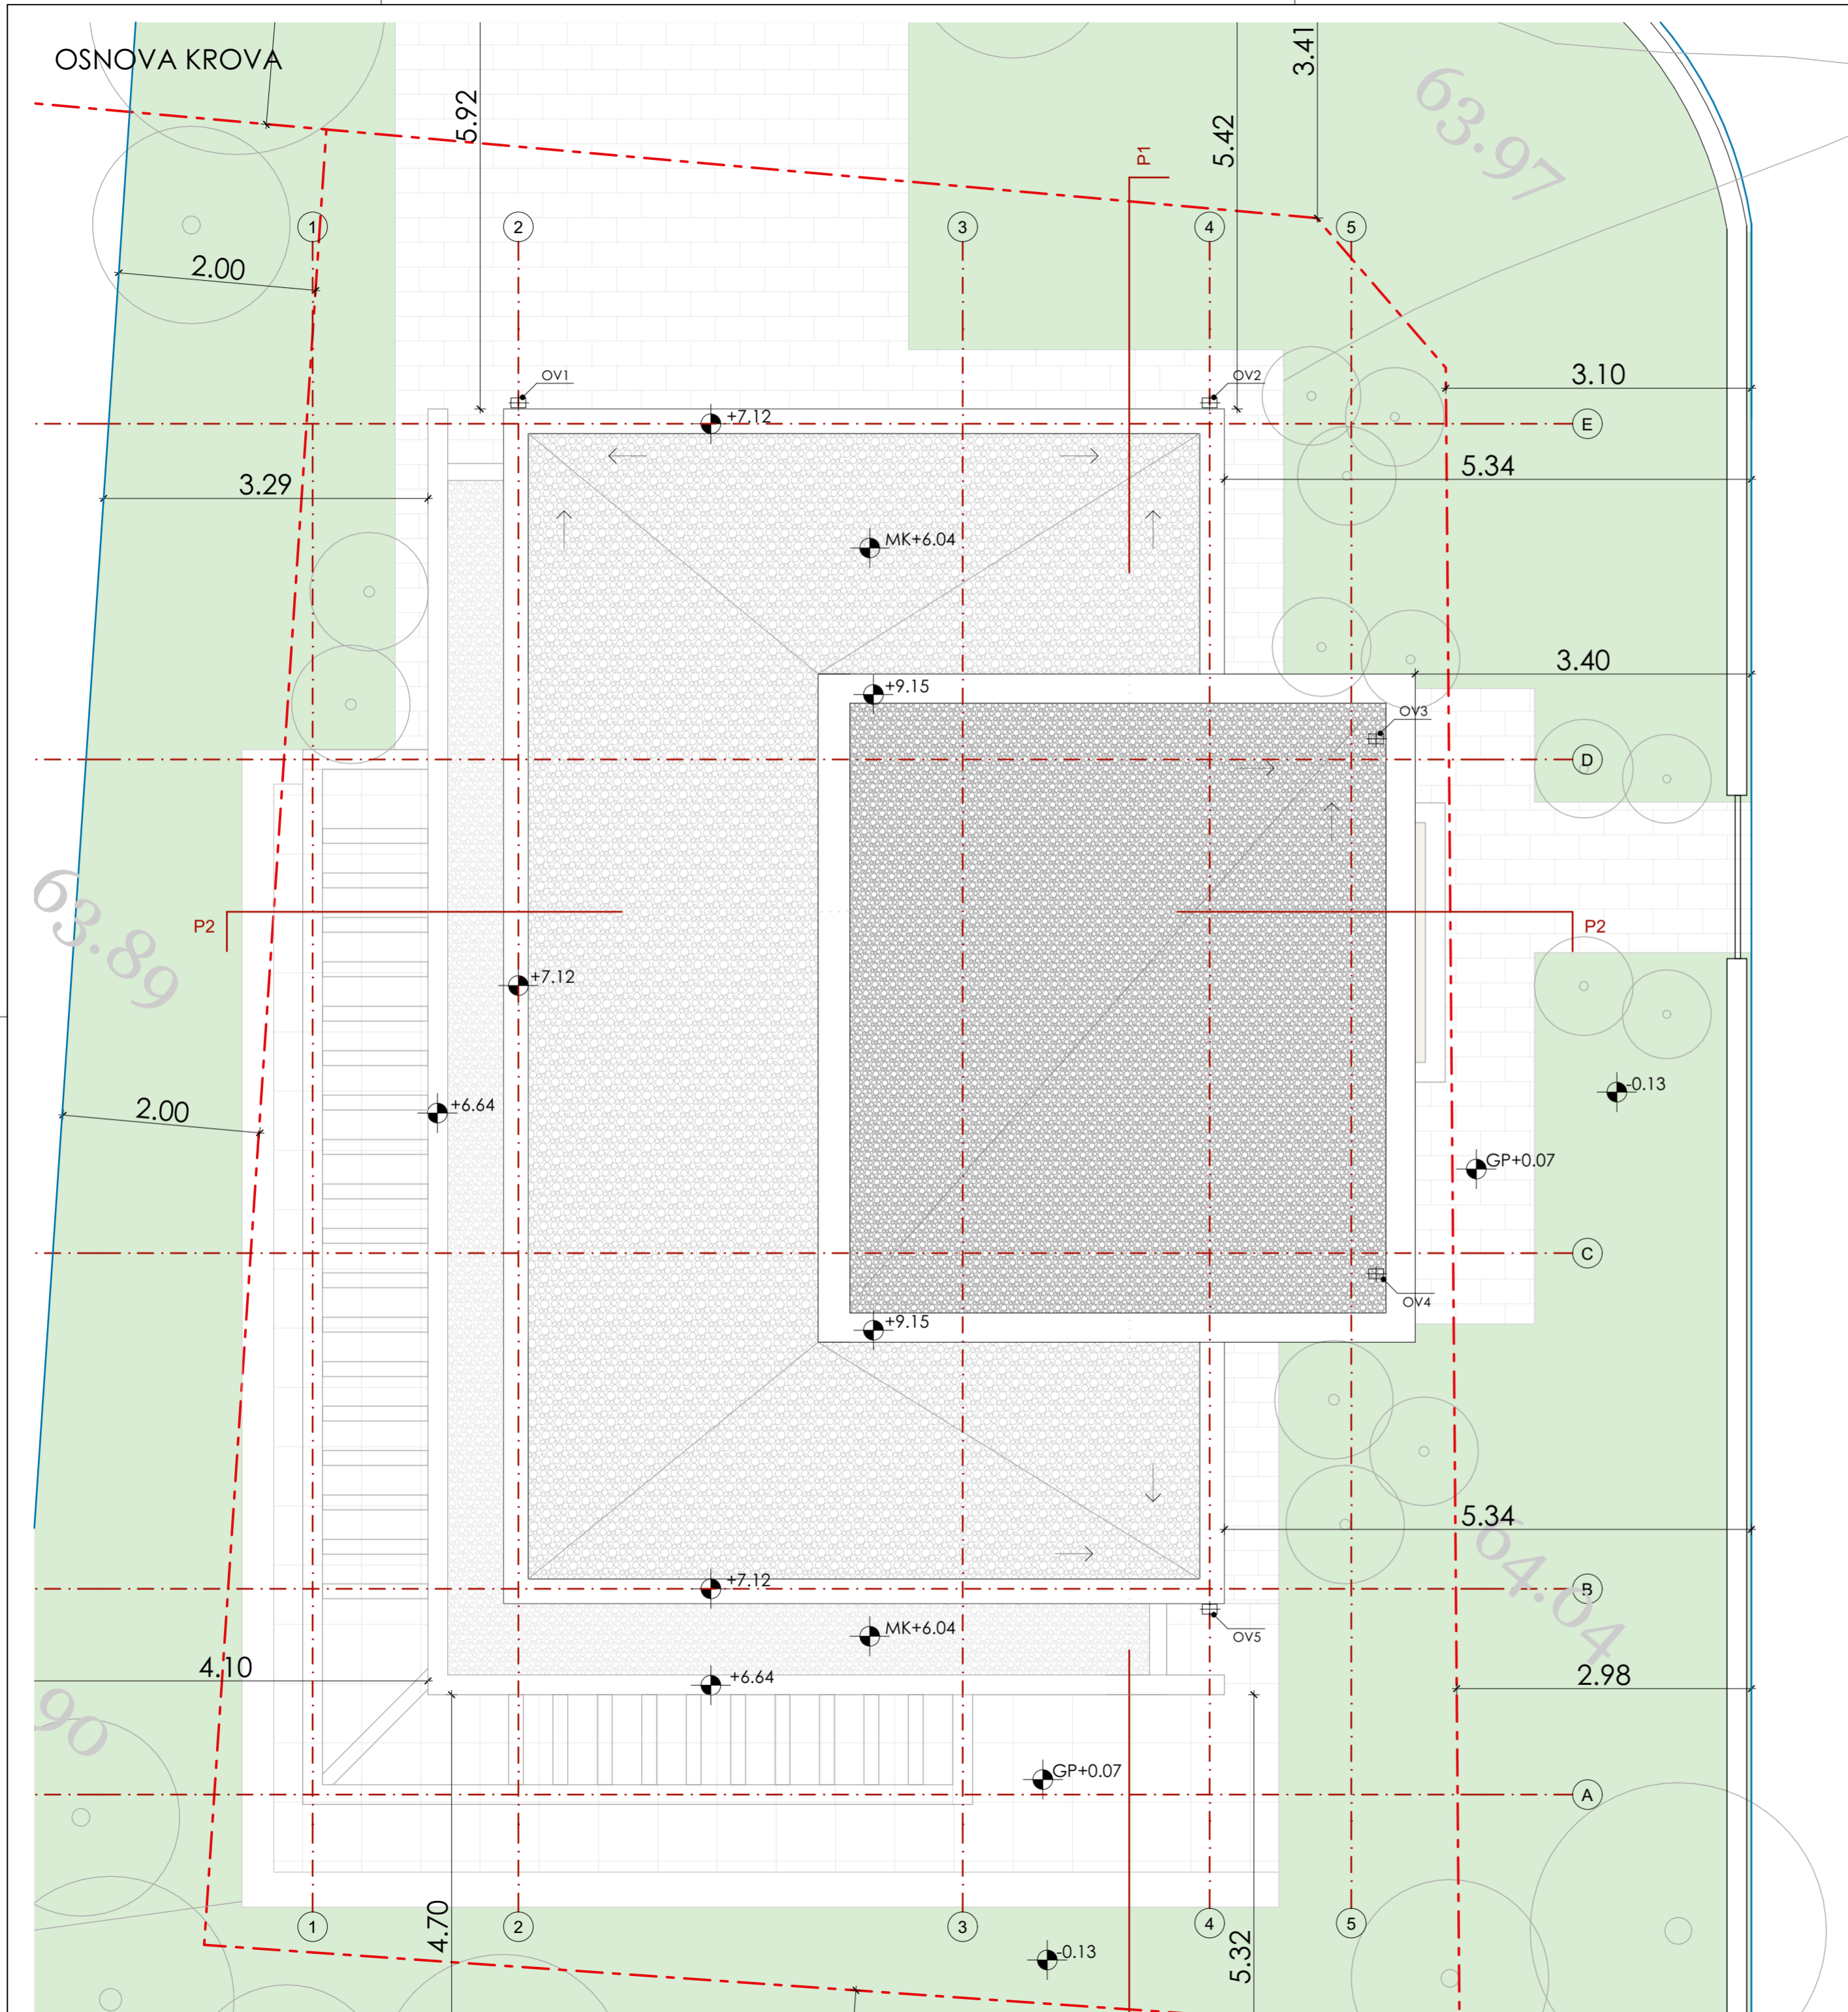 3.41
OSNOVA KROVA
63.97
5.92
5.42
P1
1
2
3
4
5
2.00
3.10
OV1
OV2
+7.12
E
5.34
3.29
MK+6.04
3.40
+9.15
OV3
D
63.89
P2
P2
+7.12
-0.13
+6.64
2.00
GP+0.07
C
OV4
+9.15
5.34
64.04
+7.12
B
MK+6.04
OV5
4.10
+6.64
2.98
90
GP+0.07
A
4.70
1
2
3
4
5
5.32
-0.13